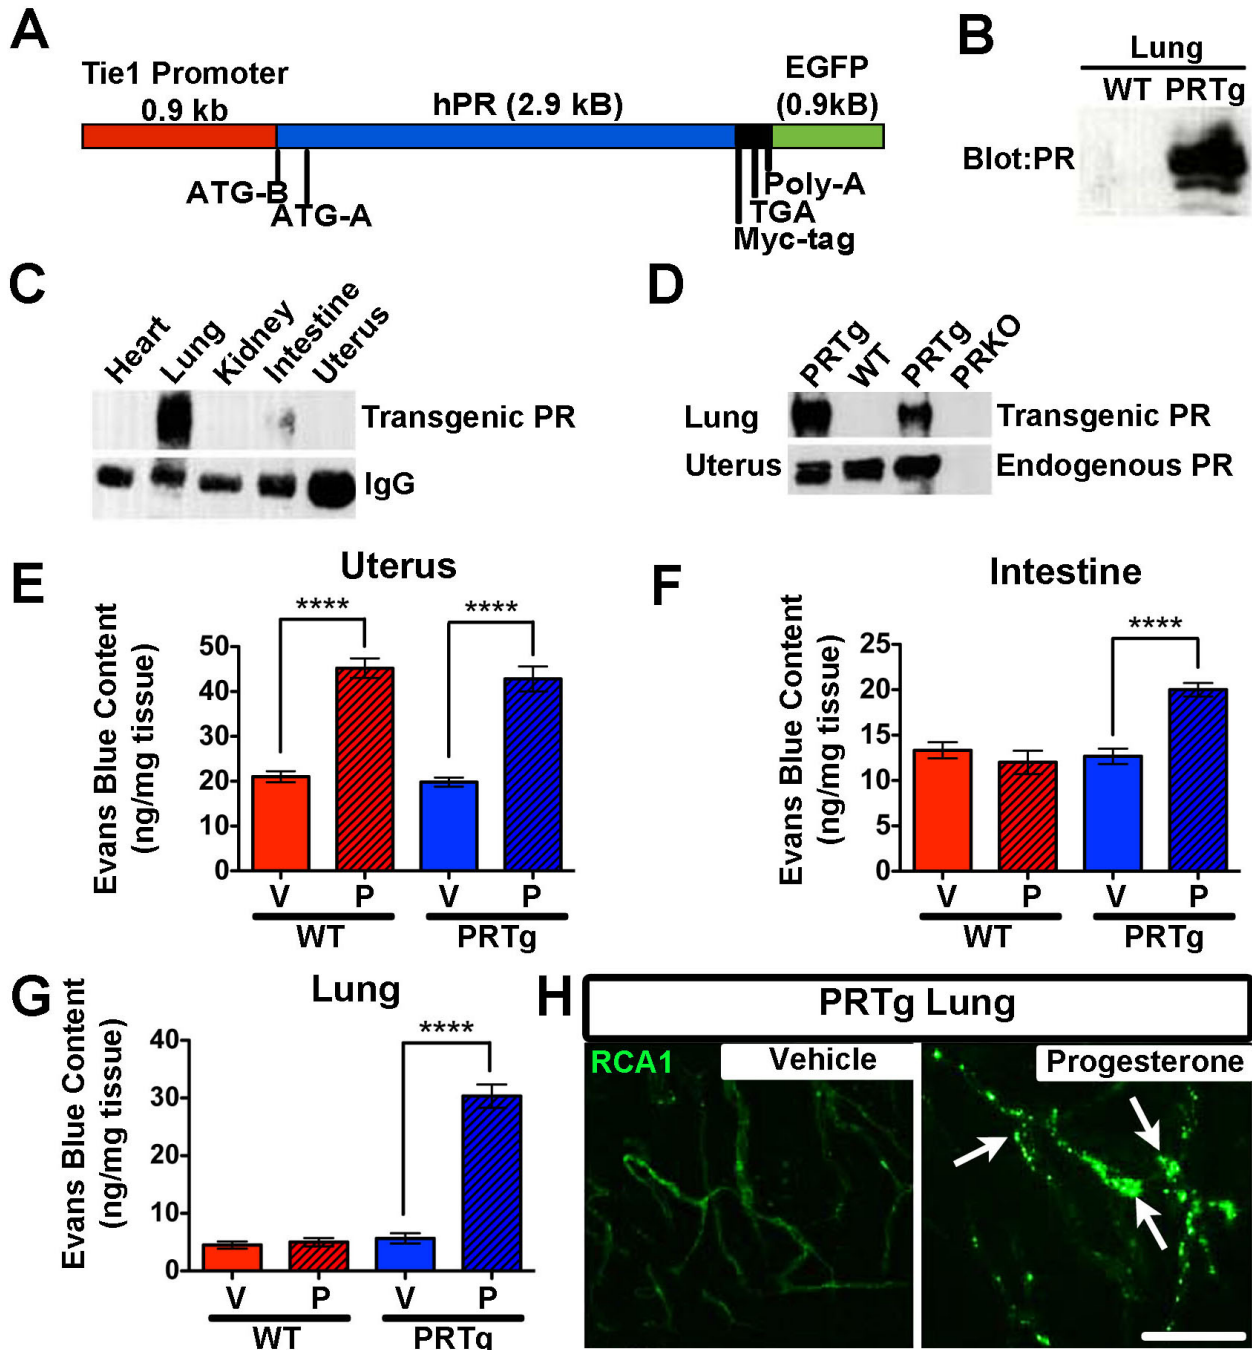 A
Tie1 Promoter
0.9 kb
hPR (2.9 kB)
EGFP
(0.9kB)
ATG-B
ATG-A
Poly-A
TGA
Myc-tag
B
Lung
WT PRTg
Blot:PR
C
Heart
Lung
Kidney
Intestine
Uterus
Transgenic PR
IgG
D
PRTg
WT
PRTg
PRKO
Lung
Transgenic PR
Uterus
Endogenous PR
E
Uterus
Evans Blue Content
(ng/mg tissue)
50
40
30
20
10
0
****
****
V
P
V
P
WT
PRTg
F
Intestine
Evans Blue Content
(ng/mg tissue)
25
20
15
10
5
0
****
V
P
V
P
WT
PRTg
G
Lung
Evans Blue Content
(ng/mg tissue)
40
30
20
10
0
****
V
P
V
P
WT
PRTg
H
PRTg Lung
RCA1
Vehicle
Progesterone